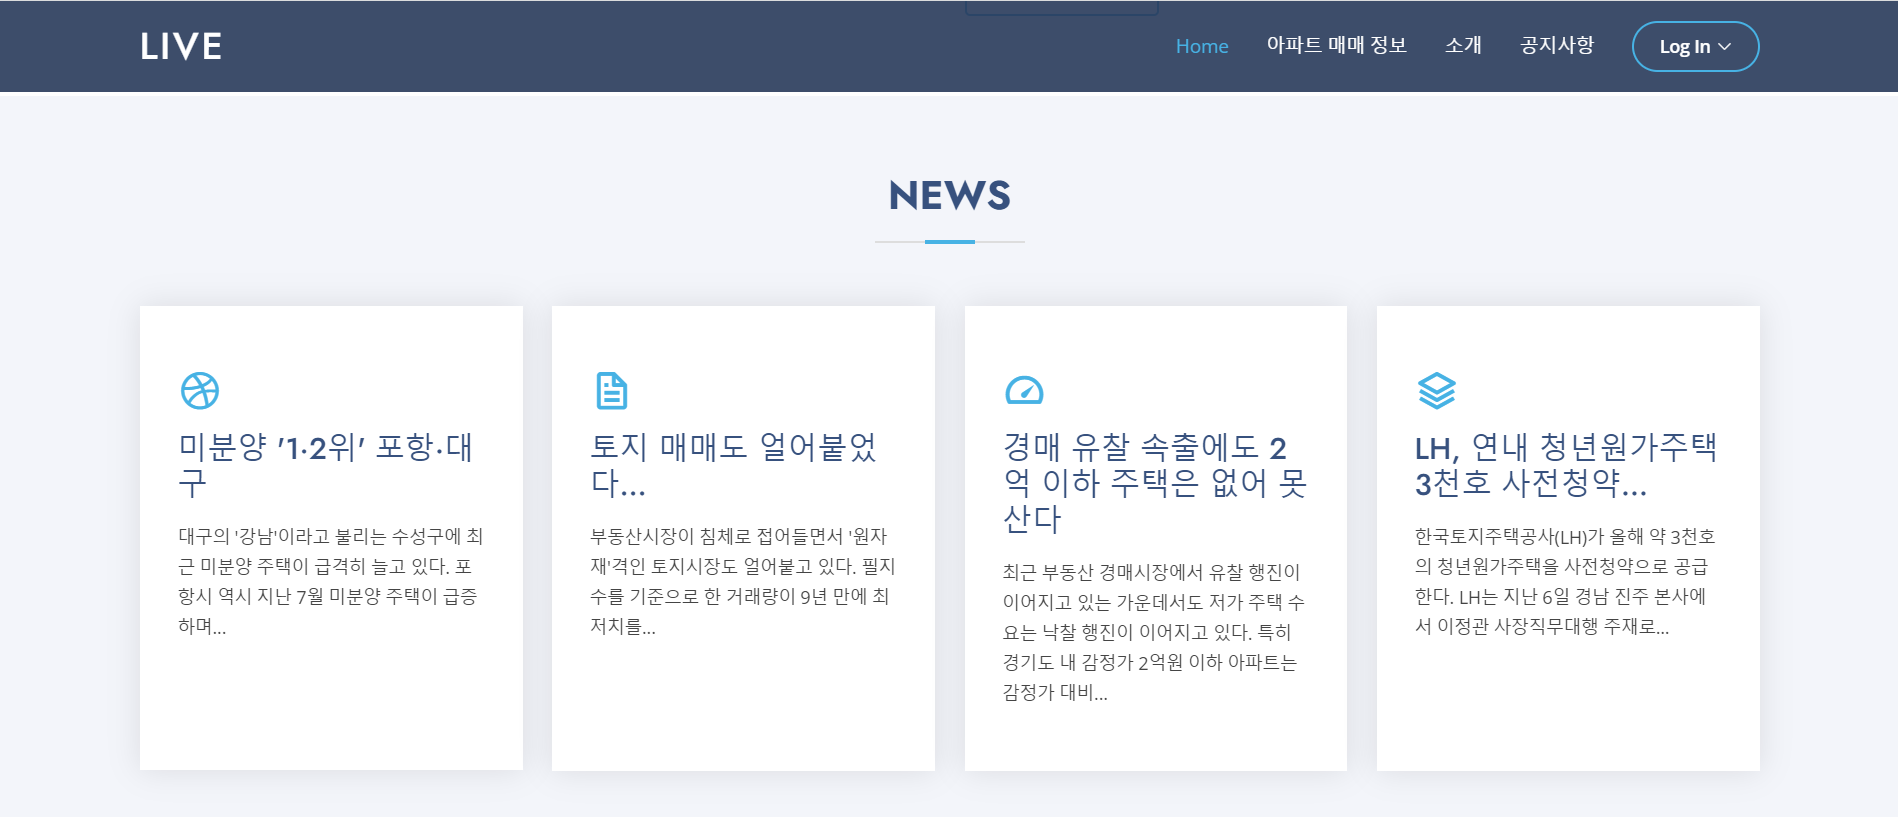 LIVE
Home
아파트 매매 정보
소개
공지사항
Log In
NEWS
미분양 '1·2위' 포항·대
구
대구의 '강남'이라고 불리는 수성구에 최
근 미분양 주택이 급격히 늘고 있다. 포
항시 역시 지난 7월 미분양 주택이 급증
하며...
토지 매매도 얼어붙었
다...
부동산시장이 침체로 접어들면서 '원자
재'격인 토지시장도 얼어붙고 있다. 필지
수를 기준으로 한 거래량이 9년 만에 최
저치를...
경매 유찰 속출에도 2
억 이하 주택은 없어 못
산다
최근 부동산 경매시장에서 유찰 행진이
이어지고 있는 가운데서도 저가 주택 수
요는 낙찰 행진이 이어지고 있다. 특히
경기도 내 감정가 2억원 이하 아파트는
감정가 대비...
LH, 연내 청년원가주택
3천호 사전청약...
한국토지주택공사(LH)가 올해 약 3천호
의 청년원가주택을 사전청약으로 공급
한다. LH는 지난 6일 경남 진주 본사에
서 이정관 사장직무대행 주재로...